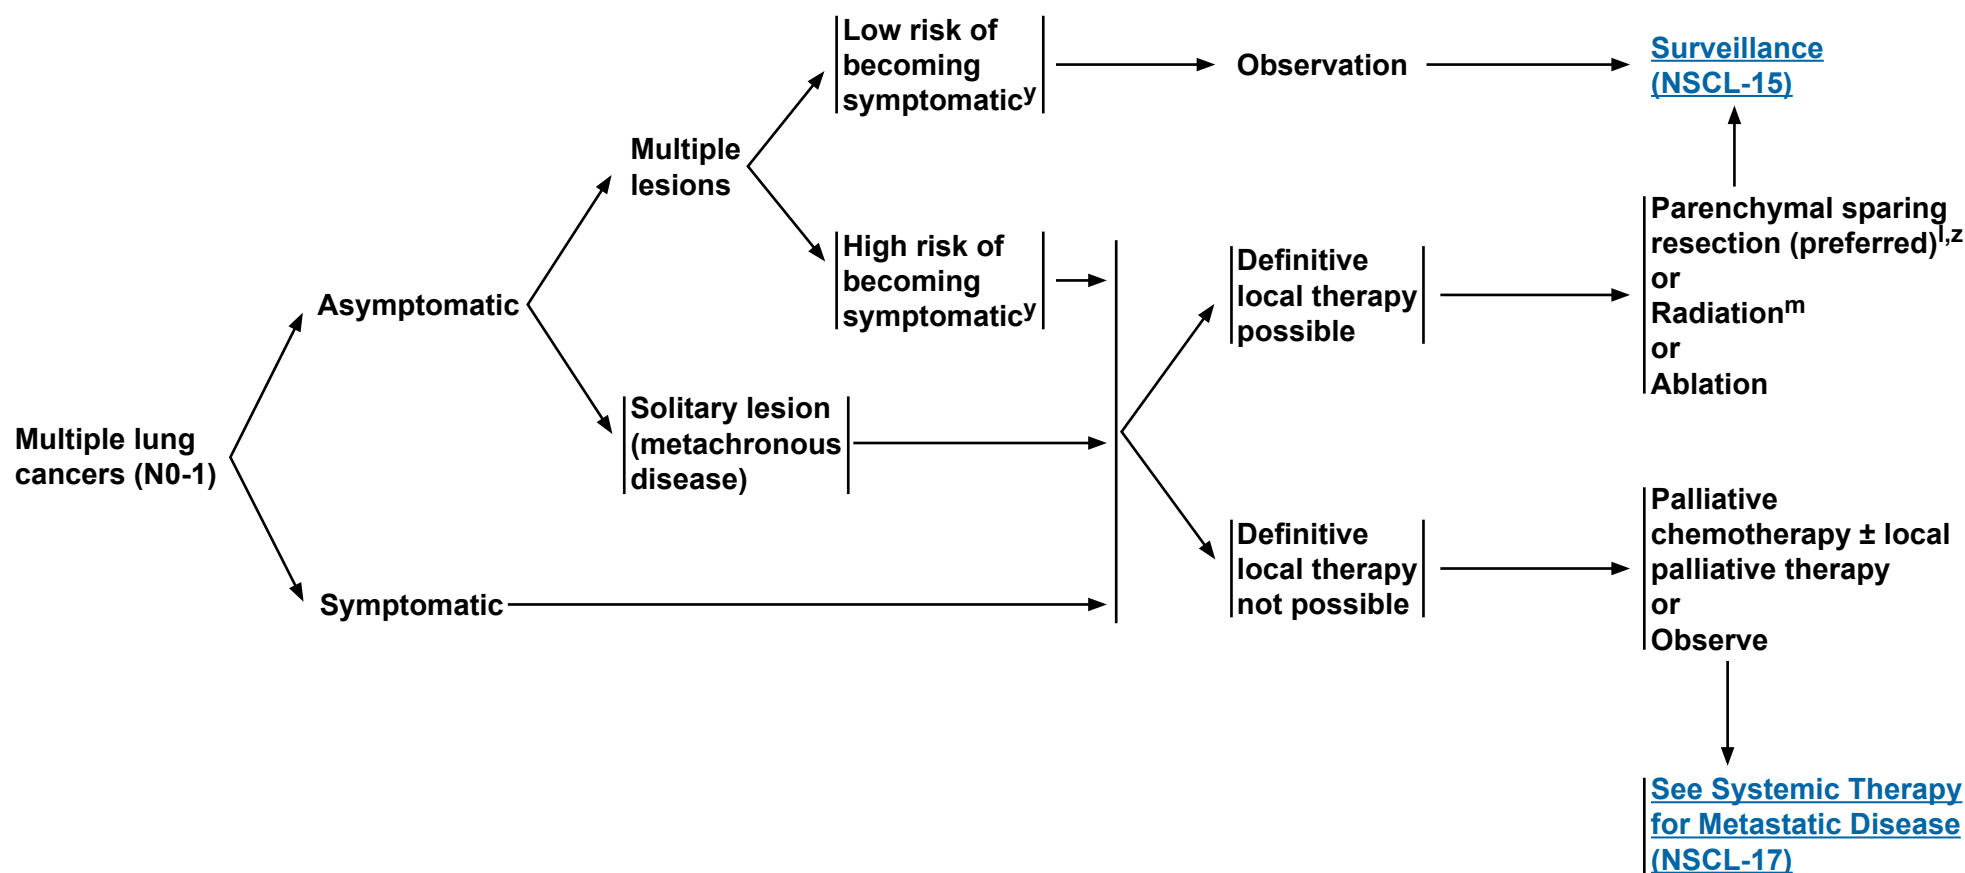 Multiple lung
cancers (N0-1)
Asymptomatic
Symptomatic
Multiple
lesions
Solitary lesion
(metachronous
disease)
Low risk of
becoming
symptomaticʸ
High risk of
becoming
symptomaticʸ
Observation
Definitive
local therapy
possible
Definitive
local therapy
not possible
Surveillance
(NSCL-15)
Parenchymal sparing
resection (preferred)ˡ,ᶻ
or
Radiationᵐ
or
Ablation
Palliative
chemotherapy ± local
palliative therapy
or
Observe
See Systemic Therapy
for Metastatic Disease
(NSCL-17)